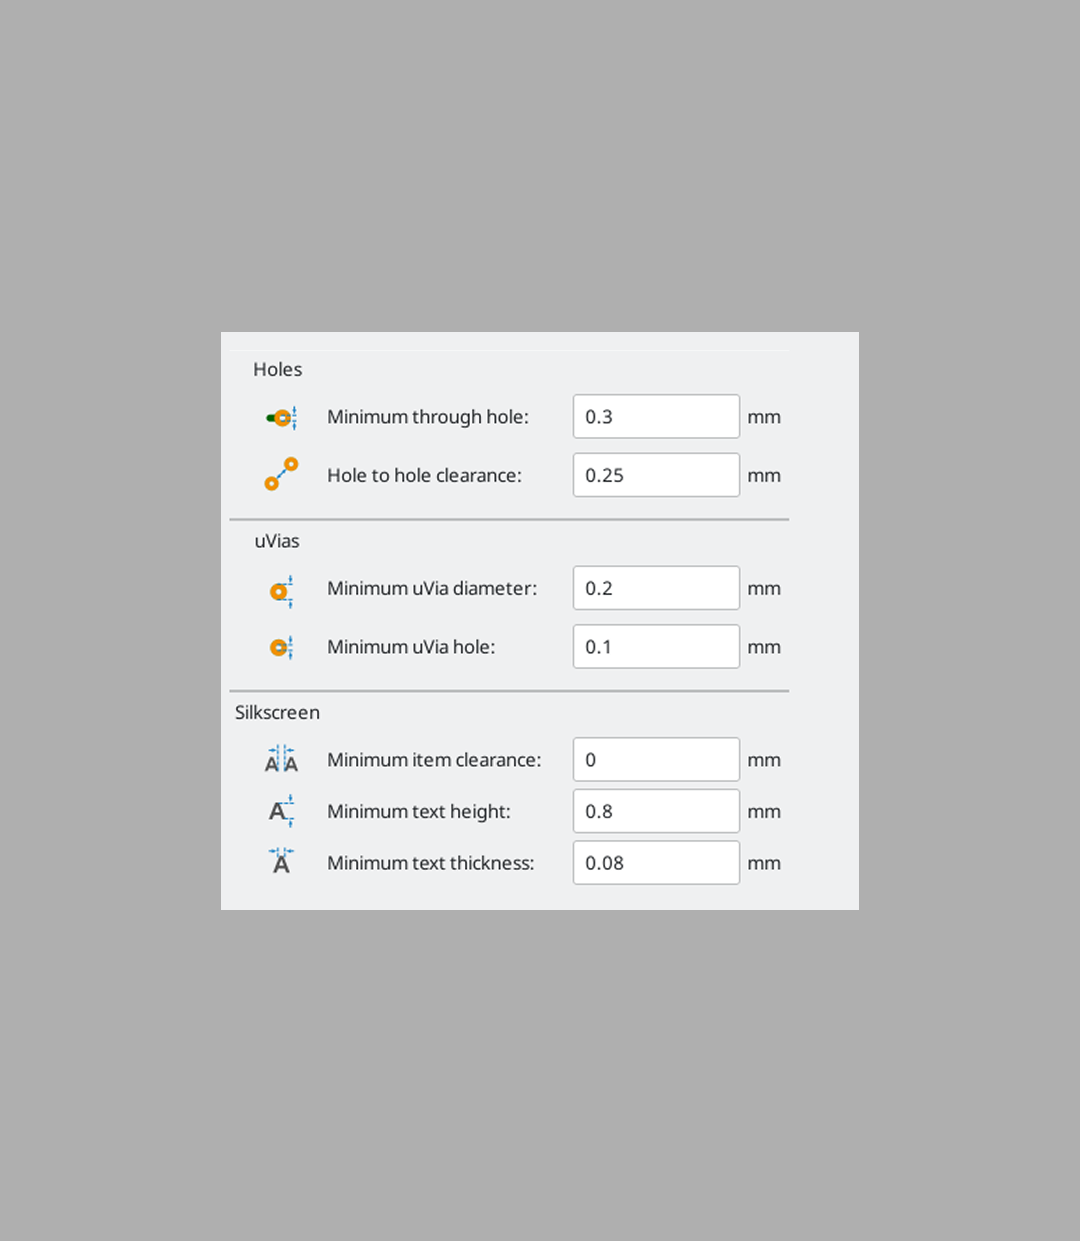 Holes
Minimum through hole: 0.3 mm
Hole to hole clearance: 0.25 mm
uVias
Minimum uVia diameter: 0.2 mm
Minimum uVia hole: 0.1 mm
Silkscreen
Minimum item clearance: 0 mm
Minimum text height: 0.8 mm
Minimum text thickness: 0.08 mm